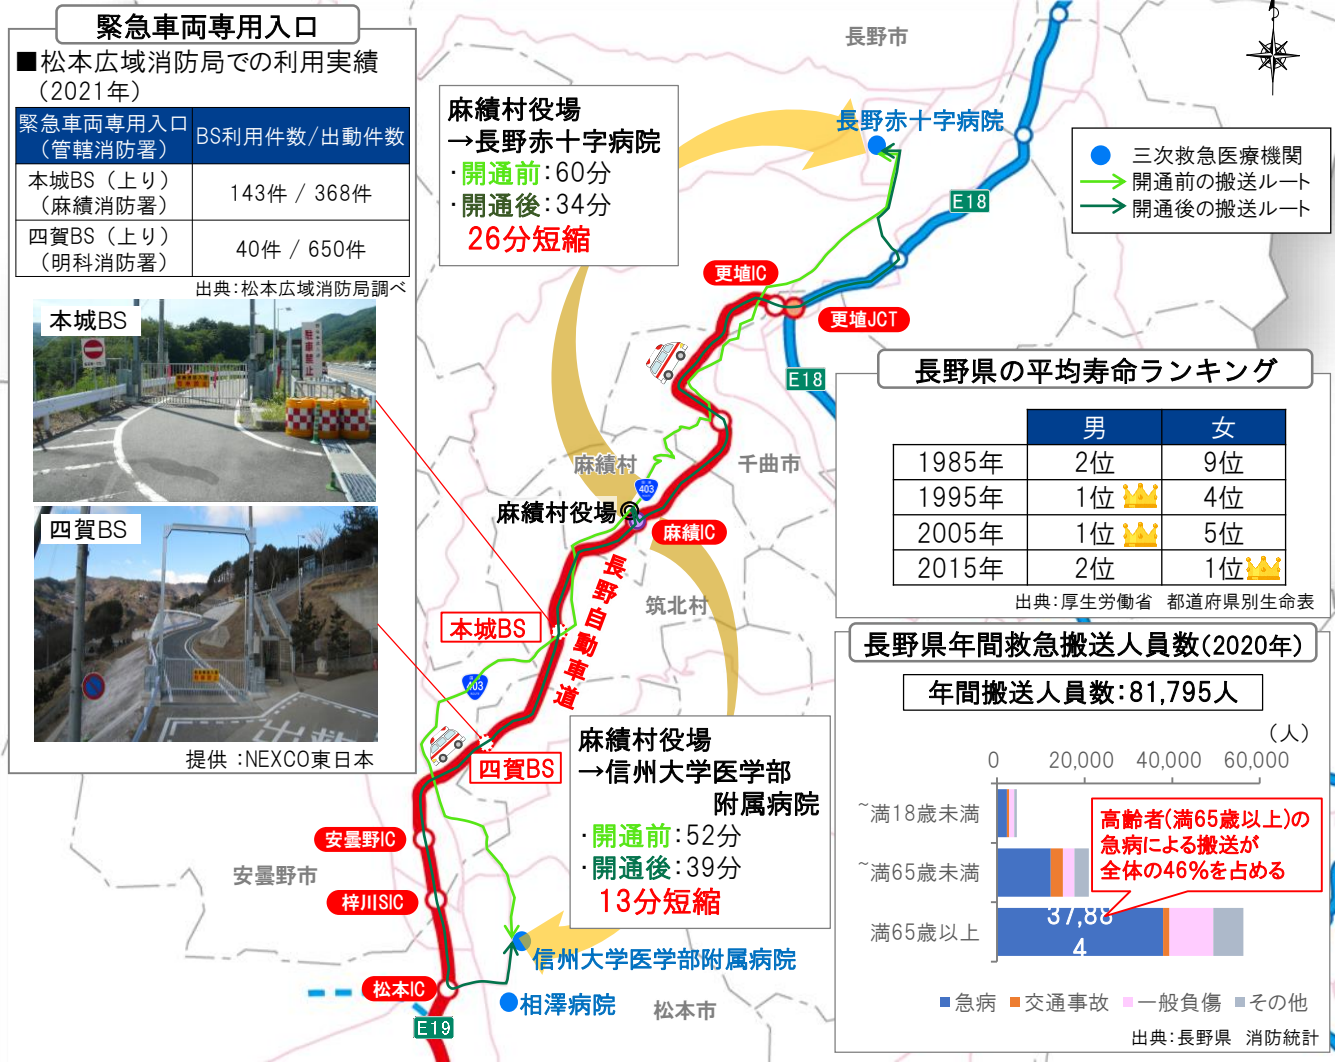 緊急車両専用入口
■松本広域消防局での利用実績
(2021年)
緊急車両専用入口
(管轄消防署)
BS利用件数/出動件数
本城BS（上り）
(麻績消防署)
143件 / 368件
四賀BS（上り）
(明科消防署)
40件 / 650件
出典:松本広域消防局調べ
本城BS
駐車禁止
四賀BS
提供 :NEXCO東日本
麻績村役場
→長野赤十字病院
・開通前:60分
・開通後:34分
26分短縮
長野市
長野赤十字病院
三次救急医療機関
開通前の搬送ルート
開通後の搬送ルート
E18
更埴IC
更埴JCT
E18
麻績村
千曲市
403
麻績村役場
麻績IC
長野自動車道
筑北村
本城BS
403
四賀BS
麻績村役場
→信州大学医学部
附属病院
・開通前:52分
・開通後:39分
13分短縮
安曇野IC
安曇野市
梓川SIC
松本IC
E19
信州大学医学部附属病院
相澤病院
松本市
長野県の平均寿命ランキング
男 女
1985年 2位 9位
1995年 1位 4位
2005年 1位 5位
2015年 2位 1位
出典:厚生労働省 都道府県別生命表
長野県年間救急搬送人員数(2020年)
年間搬送人員数:81,795人
(人)
0 20,000 40,000 60,000
~満18歳未満
~満65歳未満
満65歳以上
高齢者(満65歳以上)の
急病による搬送が
全体の46%を占める
37,88
4
急病 交通事故 一般負傷 その他
出典:長野県 消防統計